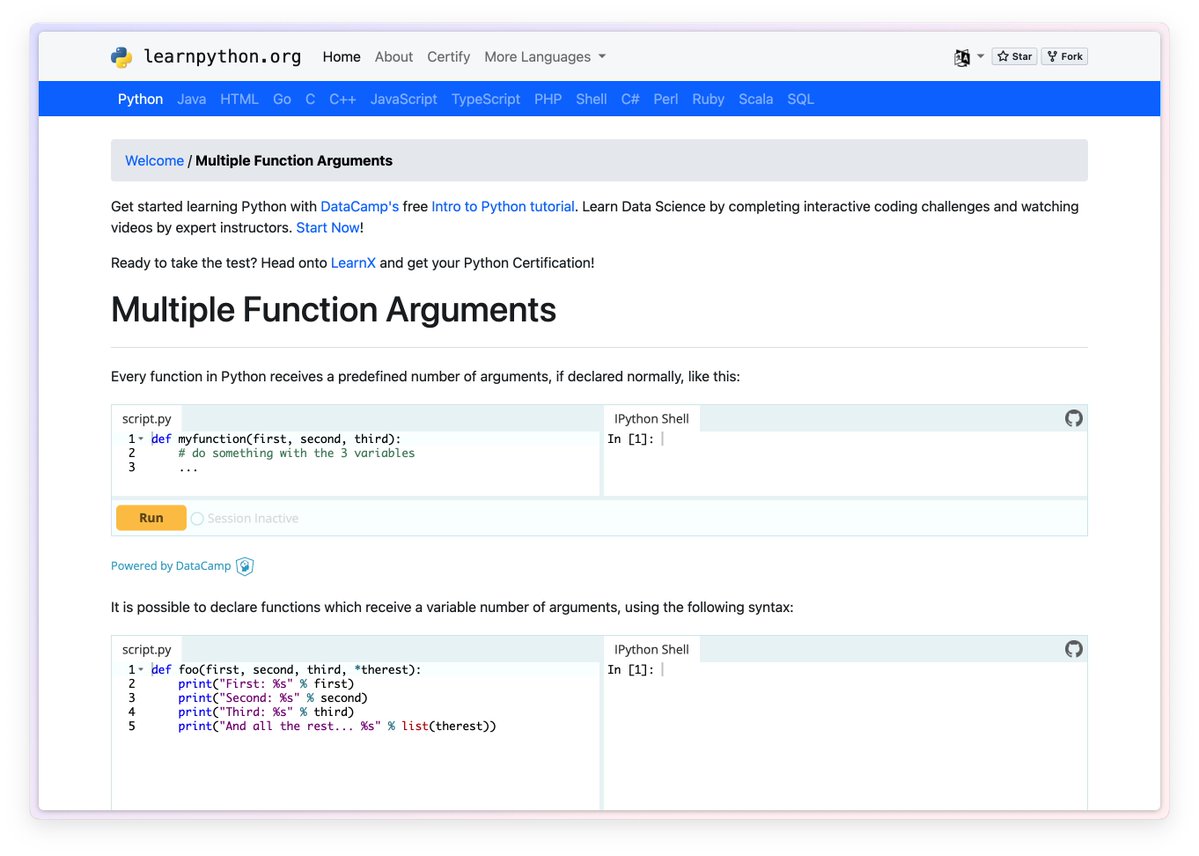 learnpython.org Home About Certify More Languages Star Fork
Python Java HTML Go C C++ JavaScript TypeScript PHP Shell C# Perl Ruby Scala SQL
Welcome / Multiple Function Arguments
Get started learning Python with DataCamp's free Intro to Python tutorial. Learn Data Science by completing interactive coding challenges and watching
videos by expert instructors. Start Now!
Ready to take the test? Head onto LearnX and get your Python Certification!
Multiple Function Arguments
Every function in Python receives a predefined number of arguments, if declared normally, like this:
script.py
1 def myfunction(first, second, third):
2     # do something with the 3 variables
3     ...
IPython Shell
In [1]:
Run Session Inactive
Powered by DataCamp
It is possible to declare functions which receive a variable number of arguments, using the following syntax:
script.py
1 def foo(first, second, third, *therest):
2     print("First: %s" % first)
3     print("Second: %s" % second)
4     print("Third: %s" % third)
5     print("And all the rest... %s" % list(therest))
IPython Shell
In [1]: